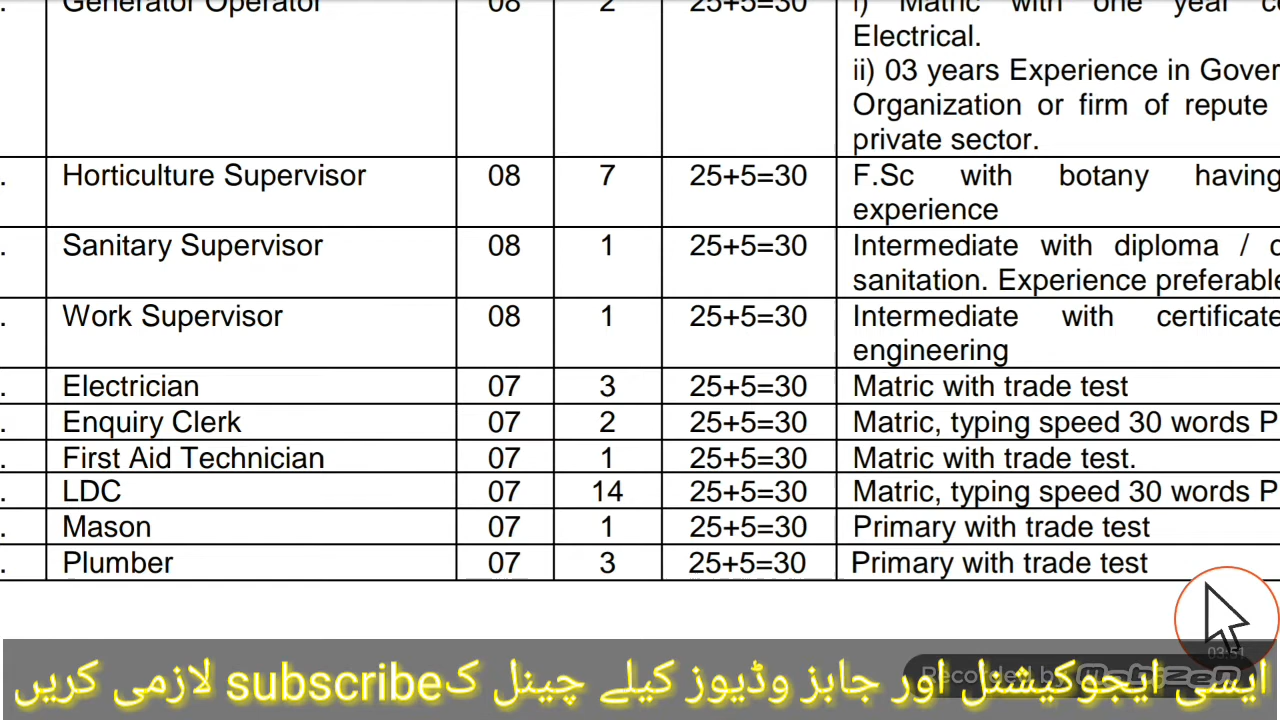 . Generator Operator 08 2 25+5=30 i) Matric with one year
Electrical.
ii) 03 years Experience in
Organization or firm of repute
private sector.
. Horticulture Supervisor 08 7 25+5=30 F.Sc with botany having
experience
. Sanitary Supervisor 08 1 25+5=30 Intermediate with diploma /
sanitation. Experience preferable
. Work Supervisor 08 1 25+5=30 Intermediate with certificate
engineering
. Electrician 07 3 25+5=30 Matric with trade test
. Enquiry Clerk 07 2 25+5=30 Matric, typing speed 30 words P
. First Aid Technician 07 1 25+5=30 Matric with trade test.
. LDC 07 14 25+5=30 Matric, typing speed 30 words P
. Mason 07 1 25+5=30 Primary with trade test
. Plumber 07 3 25+5=30 Primary with trade test
03:51
Recorded by Mobizen
ایسی ایجوکیشنل اور جابز وڈیوز کیلے چینل ک subscribe لازمی کریں